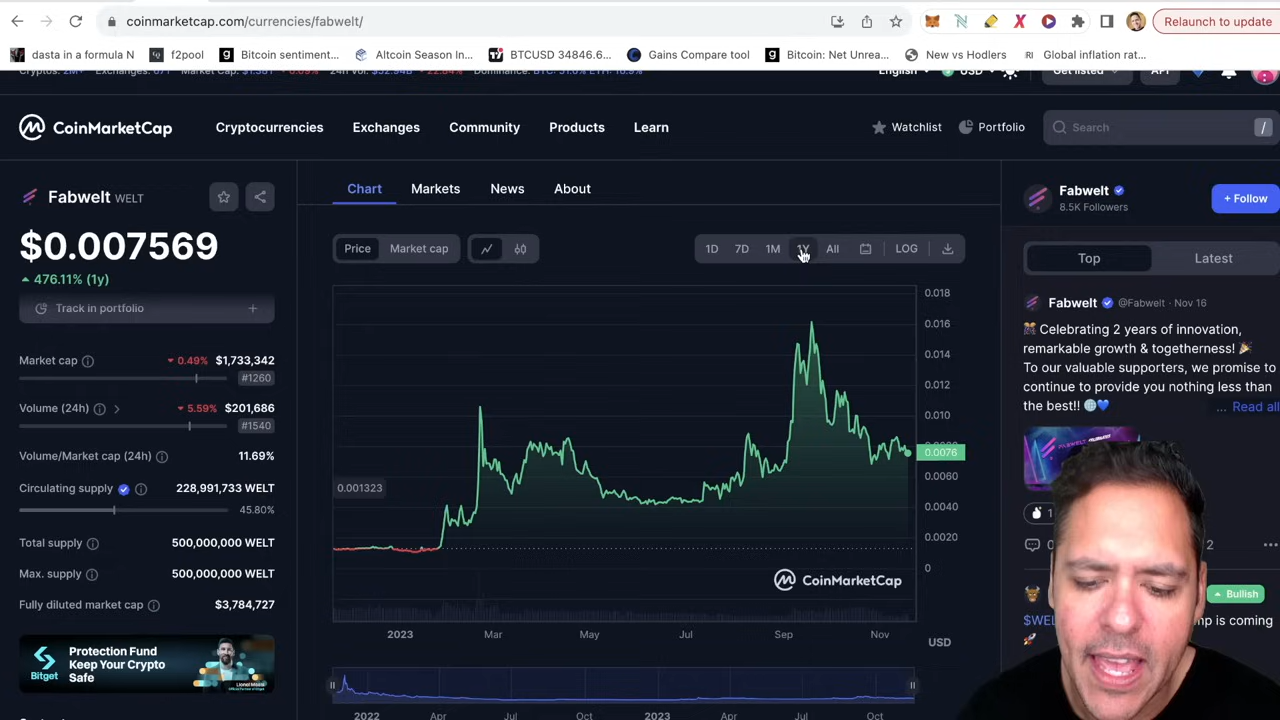 coinmarketcap.com/currencies/fabwelt/
Relaunch to update
dasta in a formula N
f2pool
Bitcoin sentiment...
Altcoin Season In...
BTCUSD 34846.6...
Gains Compare tool
Bitcoin: Net Unrea...
New vs Hodlers
Global inflation rat...
English
USD
Get listed
API
CoinMarketCap
Cryptocurrencies
Exchanges
Community
Products
Learn
Watchlist
Portfolio
Search
/
Fabwelt WELT
$0.007569
476.11% (1y)
Track in portfolio
+
Market cap
0.49% $1,733,342
#1260
Volume (24h)
5.59% $201,686
#1540
Volume/Market cap (24h)
11.69%
Circulating supply
228,991,733 WELT
45.80%
Total supply
500,000,000 WELT
Max. supply
500,000,000 WELT
Fully diluted market cap
$3,784,727
Bitget
Protection Fund
Keep Your Crypto
Safe
Lionel Messi
Chart
Markets
News
About
Price
Market cap
1D
7D
1M
1Y
All
LOG
0.018
0.016
0.014
0.012
0.010
0.0076
0.0060
0.0040
0.0020
0
0.001323
CoinMarketCap
2023
Mar
May
Jul
Sep
Nov
USD
2022
Apr
Jul
Oct
2023
Apr
Jul
Oct
Fabwelt
8.5K Followers
+ Follow
Top
Latest
Fabwelt @Fabwelt · Nov 16
🎊 Celebrating 2 years of innovation,
remarkable growth & togetherness! 🎉
To our valuable supporters, we promise to
continue to provide you nothing less than
the best!! 🌐💙
... Read all
1
2
Bullish
$WEL
mp is coming
🚀